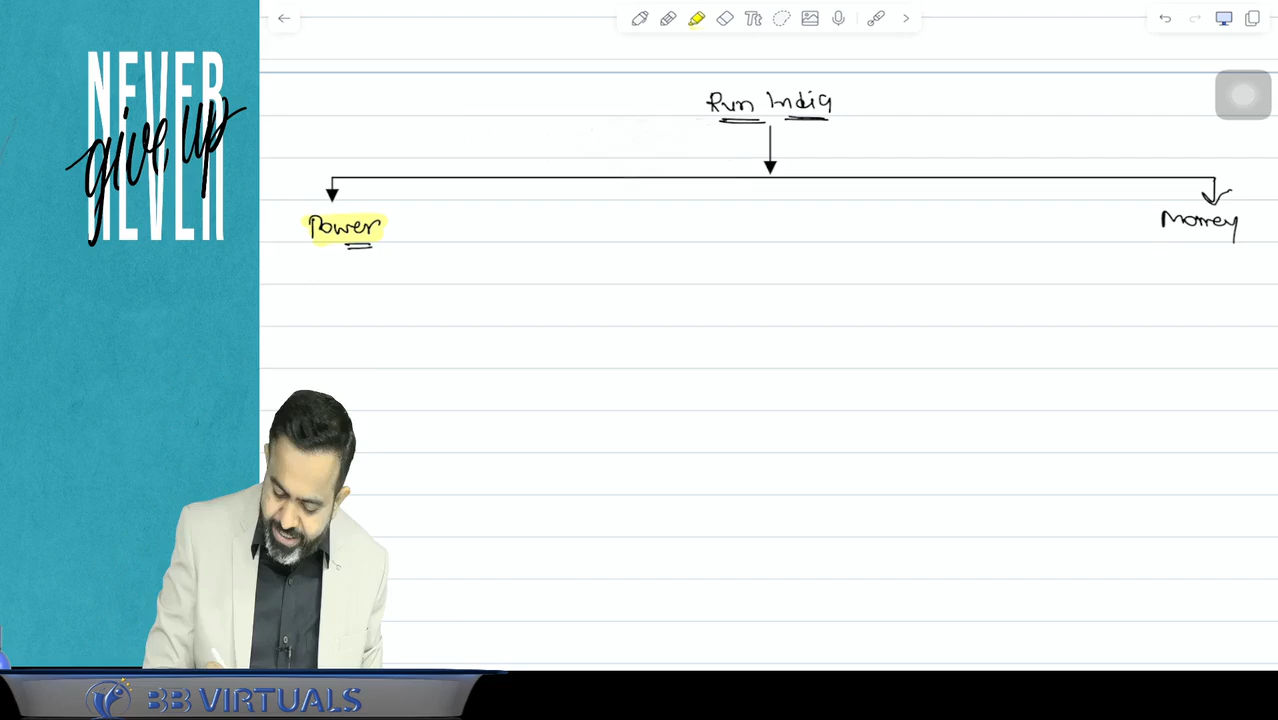 NEVER
give up
NEVER
Run India
Power
Money
BB VIRTUALS